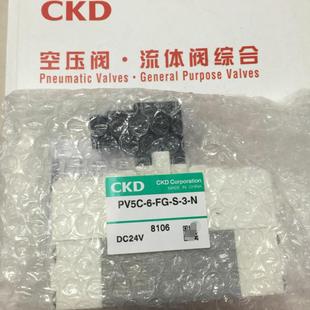 CKD
空压阀·流体阀综合
Pneumatic Valves·General Purpose Valves
CKD CKD Corporation
MADE IN CHINA
PV5C-6-FG-S-3-N
8106
DC24V